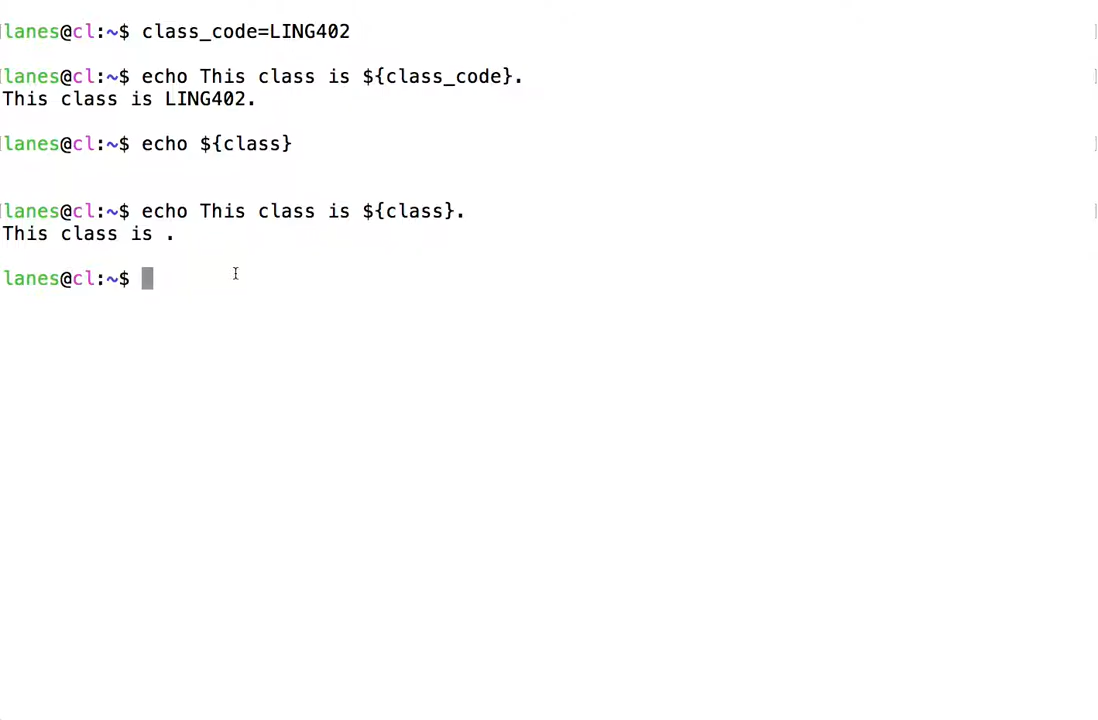 lanes@cl:~$ class_code=LING402
lanes@cl:~$ echo This class is ${class_code}.
This class is LING402.
lanes@cl:~$ echo ${class}
lanes@cl:~$ echo This class is ${class}.
This class is .
lanes@cl:~$